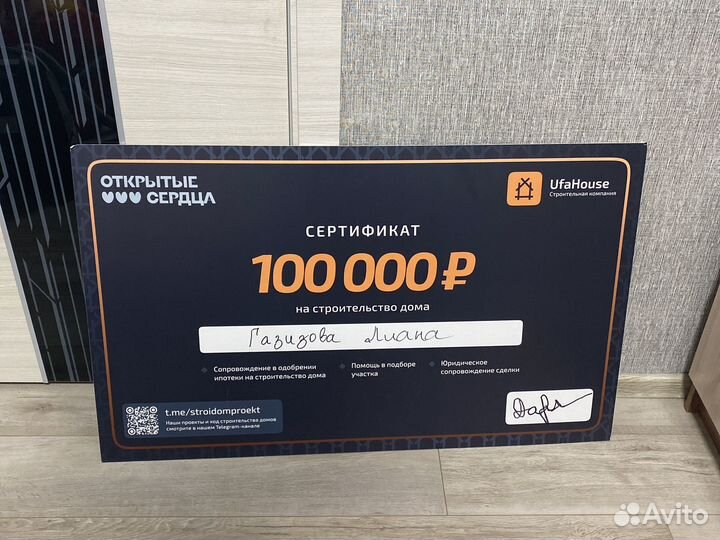 ОТКРЫТЫЕ
СЕРДЦА
UfaHouse
Строительная компания
СЕРТИФИКАТ
100 000 ₽
на строительство дома
Газизова Лиана
Сопровождение в одобрении
ипотеки на строительство дома
Помощь в подборе
участка
Юридическое
сопровождение сделки
t.me/stroidomproekt
Наши проекты и ход строительства домов
смотрите в нашем Telegram-канале
Avito